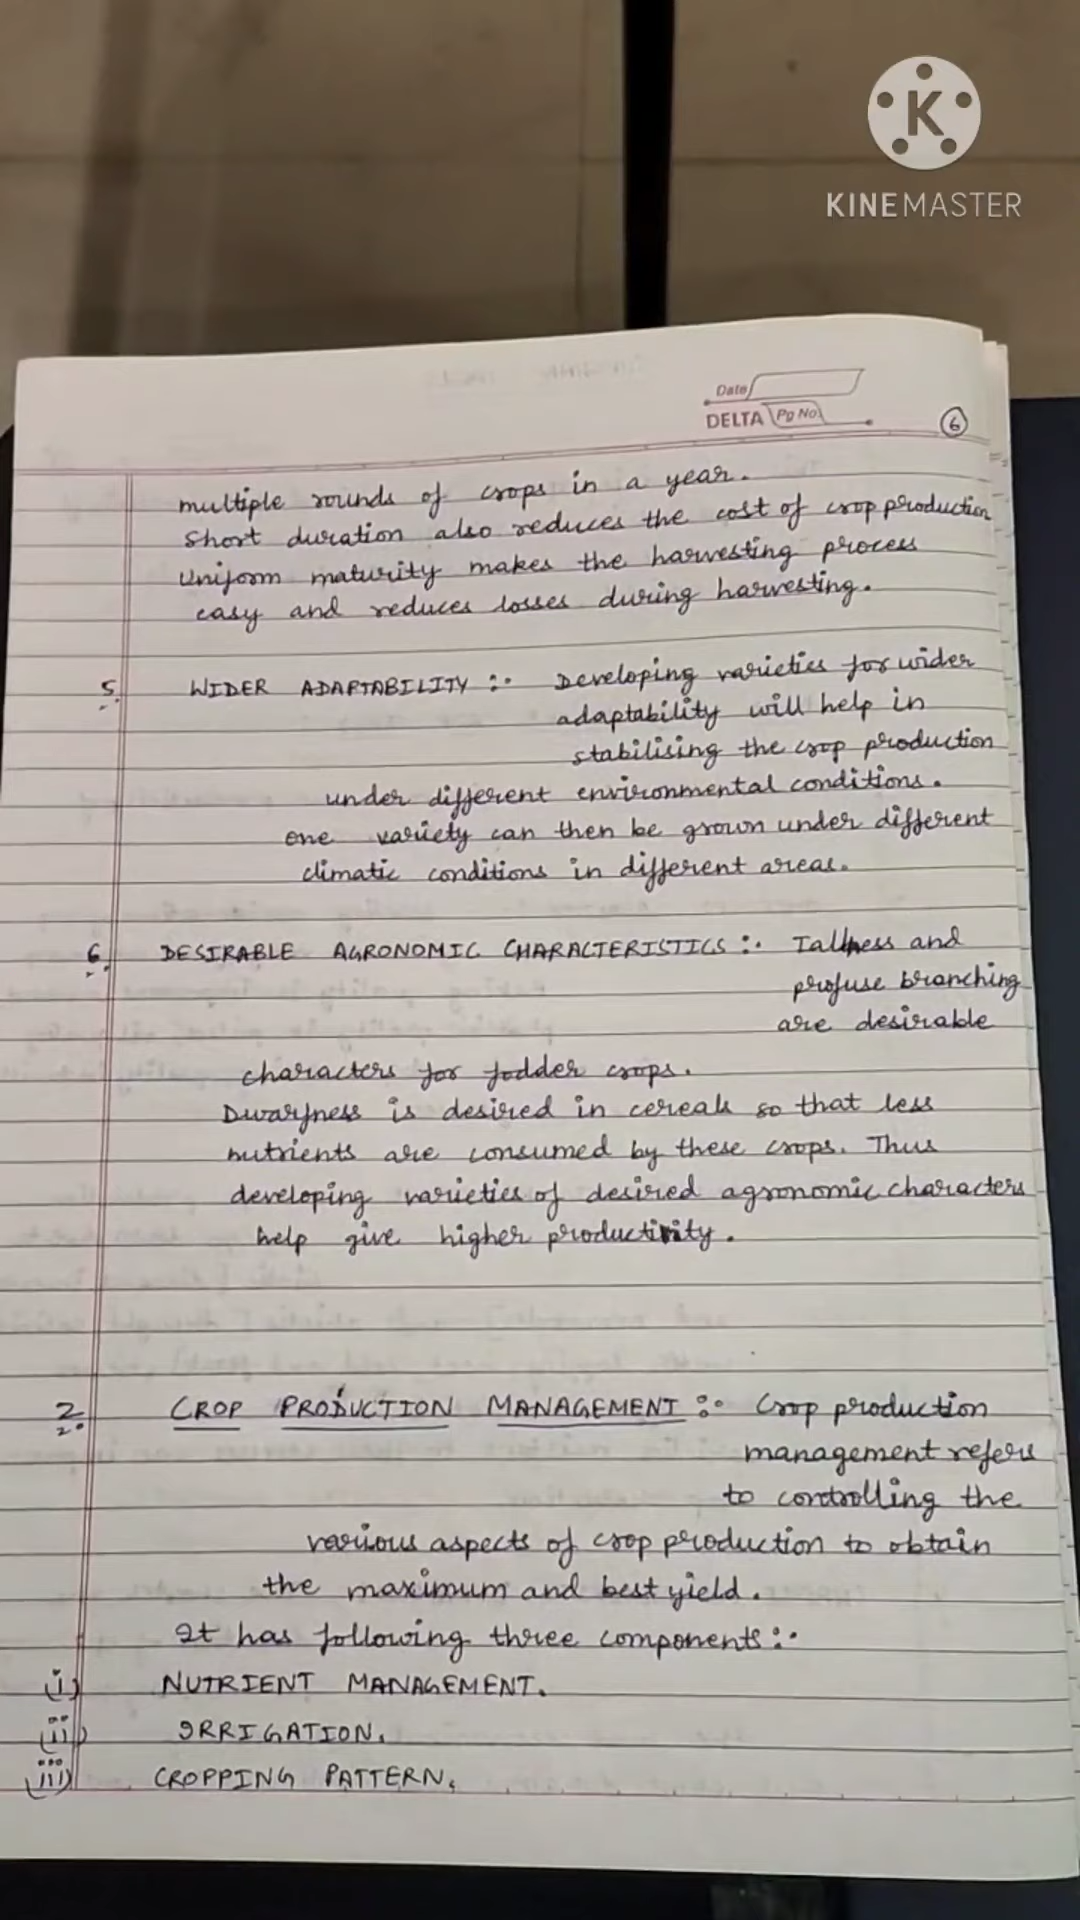 KINEMASTER
Date
DELTA Pg No
6
multiple rounds of crops in a year.
Short duration also reduces the cost of crop production
Uniform maturity makes the harvesting process
easy and reduces losses during harvesting.
5. WIDER ADAPTABILITY :- Developing varieties for wider
adaptability will help in
stabilising the crop production
under different environmental conditions.
One variety can then be grown under different
climatic conditions in different areas.
6. DESIRABLE AGRONOMIC CHARACTERISTICS :- Tallness and
profuse branching
are desirable
characters for fodder crops.
Dwarfness is desired in cereals so that less
nutrients are consumed by these crops. Thus
developing varieties of desired agronomic characters
help give higher productivity.
2. CROP PRODUCTION MANAGEMENT :- Crop production
management refers
to controlling the
various aspects of crop production to obtain
the maximum and best yield.
It has following three components :-
(i) NUTRIENT MANAGEMENT.
(ii) IRRIGATION.
(iii) CROPPING PATTERN.